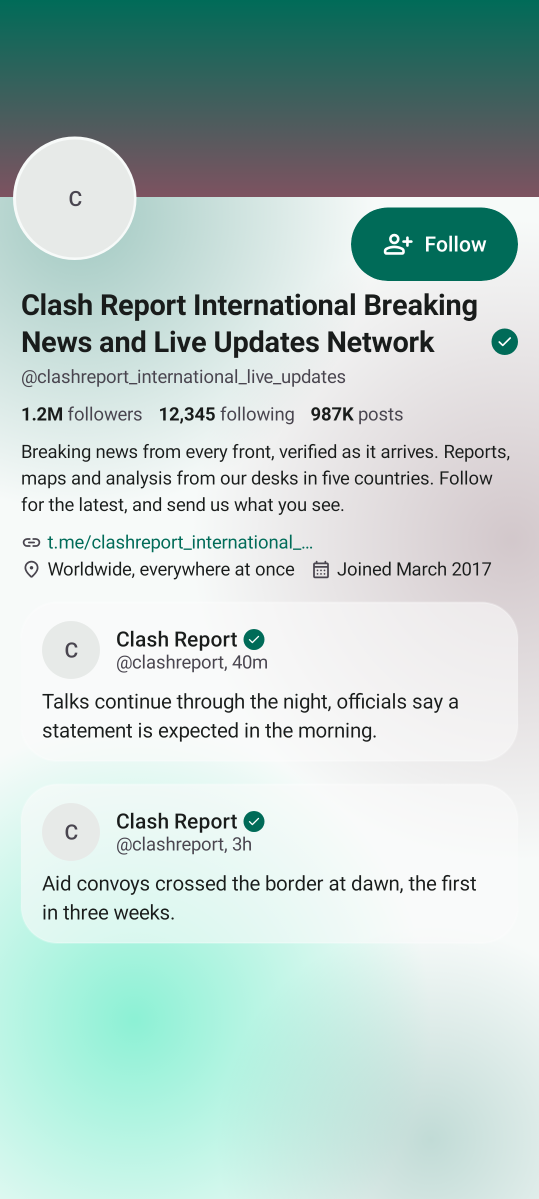 C
Follow
Clash Report International Breaking
News and Live Updates Network
@clashreport_international_live_updates
1.2M followers 12,345 following 987K posts
Breaking news from every front, verified as it arrives. Reports,
maps and analysis from our desks in five countries. Follow
for the latest, and send us what you see.
t.me/clashreport_international_...
Worldwide, everywhere at once Joined March 2017
C
Clash Report
@clashreport, 40m
Talks continue through the night, officials say a
statement is expected in the morning.
C
Clash Report
@clashreport, 3h
Aid convoys crossed the border at dawn, the first
in three weeks.